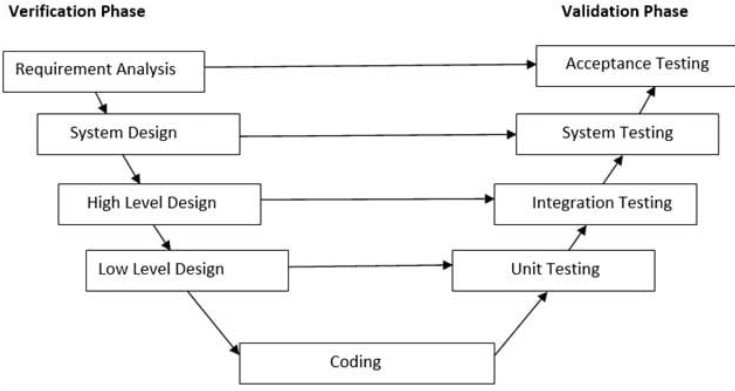 Verification Phase
Validation Phase
Requirement Analysis
Acceptance Testing
System Design
System Testing
High Level Design
Integration Testing
Low Level Design
Unit Testing
Coding